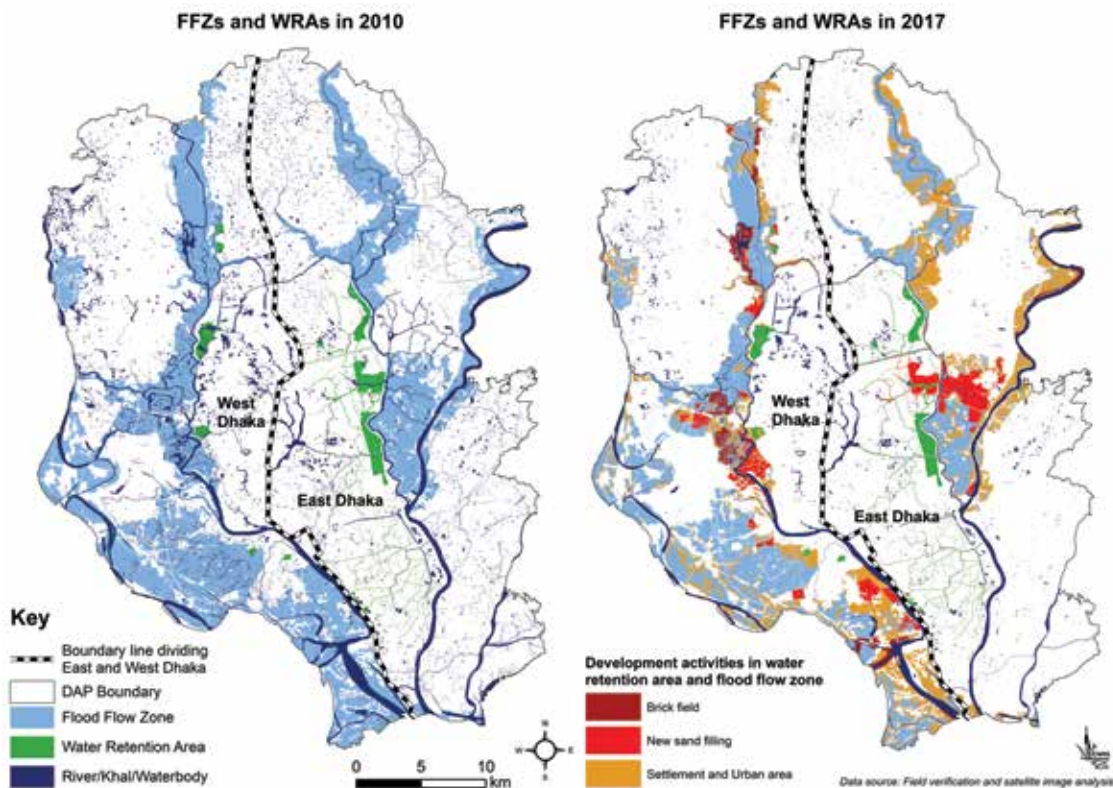 FFZs and WRAs in 2010
FFZs and WRAs in 2017
West
Dhaka
East Dhaka
West
Dhaka
East Dhaka
Key
Boundary line dividing
East and West Dhaka
DAP Boundary
Flood Flow Zone
Water Retention Area
River/Khal/Waterbody
N
W E
S
0 5 10
km
Development activities in water
retention area and flood flow zone
Brick field
New sand filling
Settlement and Urban area
Data source: Field verification and satellite image analysis